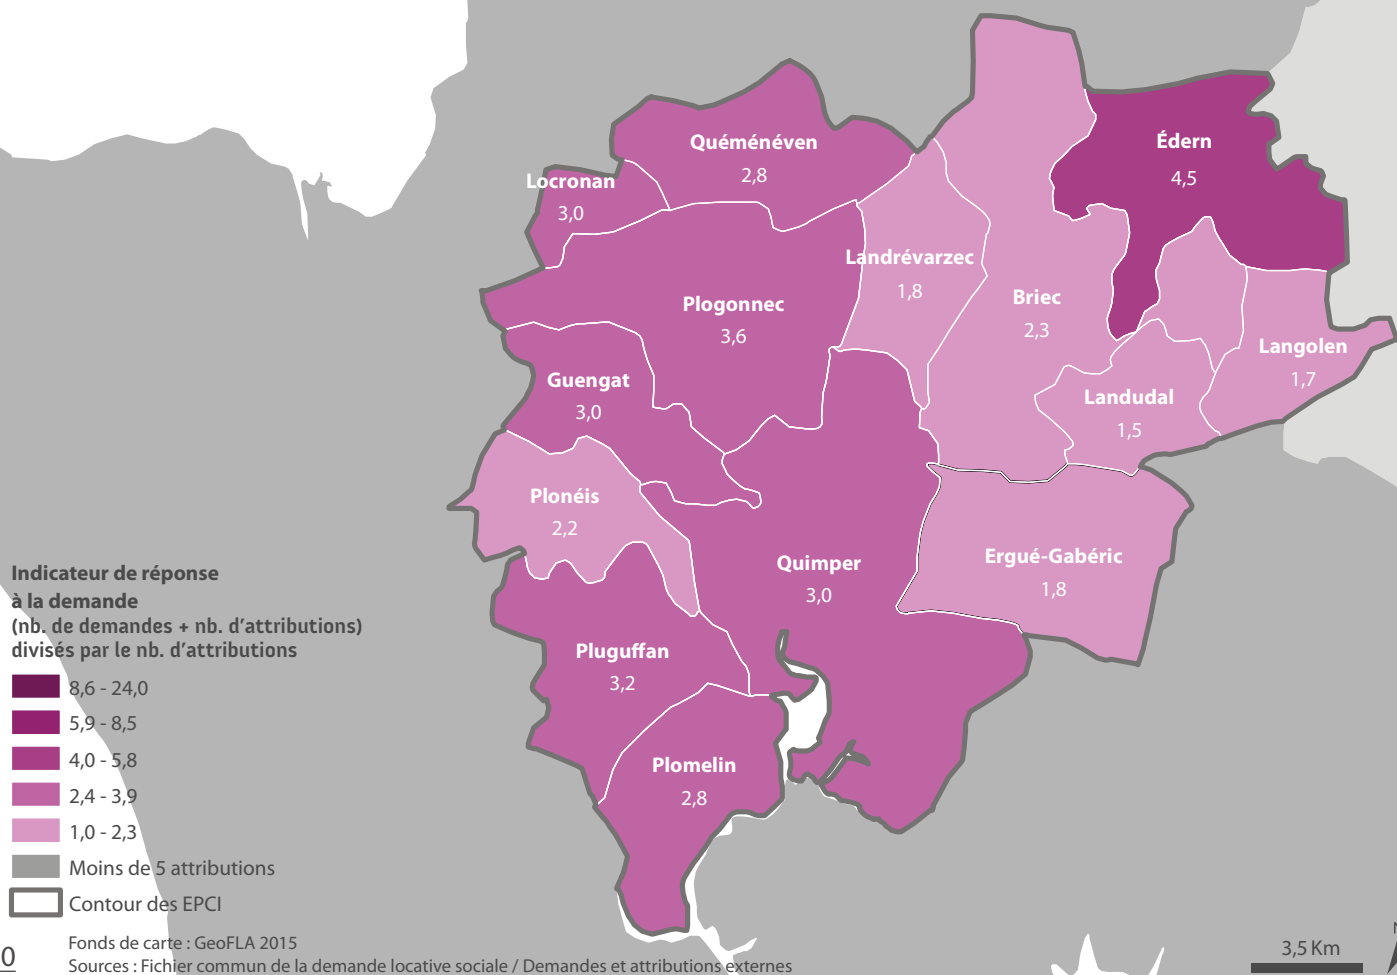 Quéménéven
2,8
Édern
4,5
Locronan
3,0
Landrévarzec
1,8
Plogonnec
3,6
Briec
2,3
Langolen
1,7
Guengat
3,0
Landudal
1,5
Plonéis
2,2
Quimper
3,0
Ergué-Gabéric
1,8
Pluguffan
3,2
Plomelin
2,8
Indicateur de réponse
à la demande
(nb. de demandes + nb. d'attributions)
divisés par le nb. d'attributions
8,6 - 24,0
5,9 - 8,5
4,0 - 5,8
2,4 - 3,9
1,0 - 2,3
Moins de 5 attributions
Contour des EPCI
Fonds de carte : GeoFLA 2015
Sources : Fichier commun de la demande locative sociale / Demandes et attributions externes
0
3,5 Km